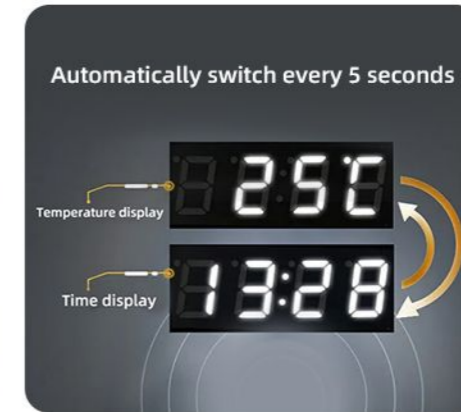 Automatically switch every 5 seconds
25℃
Temperature display
13:28
Time display